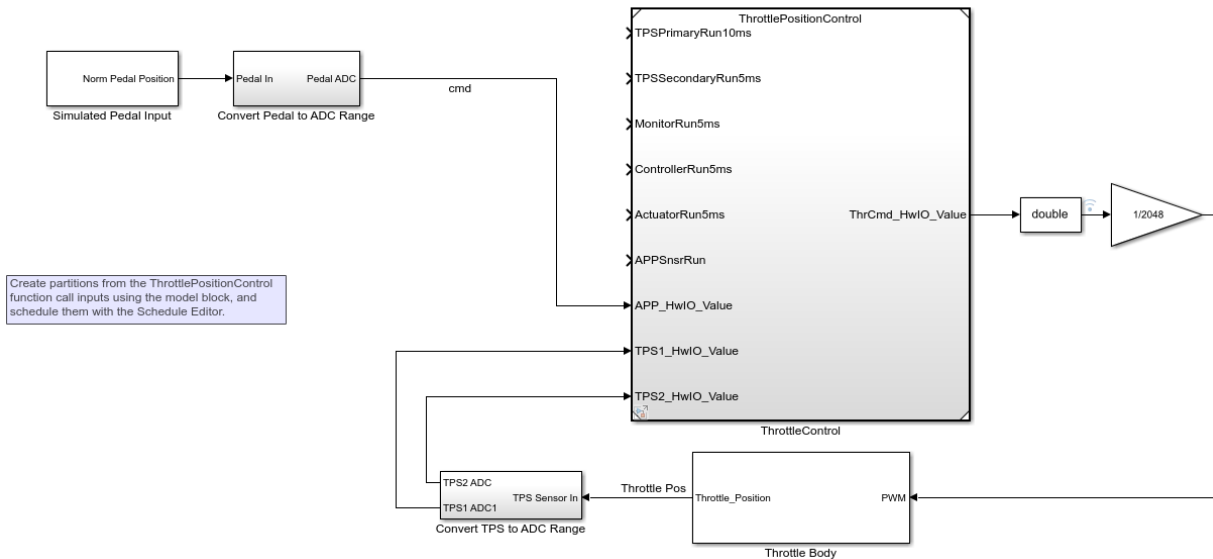 ThrottlePositionControl
TPSPrimaryRun10ms
Norm Pedal Position
Pedal In
Pedal ADC
TPSSecondaryRun5ms
Simulated Pedal Input
Convert Pedal to ADC Range
cmd
MonitorRun5ms
ControllerRun5ms
ActuatorRun5ms
ThrCmd_HwIO_Value
double
1/2048
APPSnsrRun
Create partitions from the ThrottlePositionControl
function call inputs using the model block, and
schedule them with the Schedule Editor.
APP_HwIO_Value
TPS1_HwIO_Value
TPS2_HwIO_Value
ThrottleControl
TPS2 ADC
TPS Sensor In
TPS1 ADC1
Convert TPS to ADC Range
Throttle Pos
Throttle_Position
PWM
Throttle Body